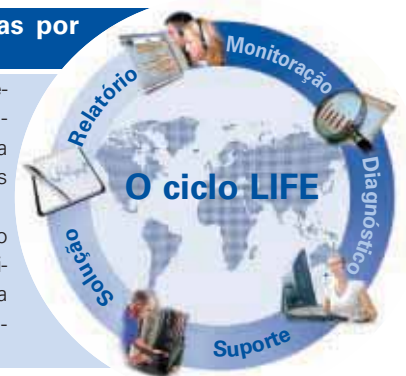 as por
Monitoração
Relatório
Diagnóstico
O ciclo LIFE
Solução
Suporte